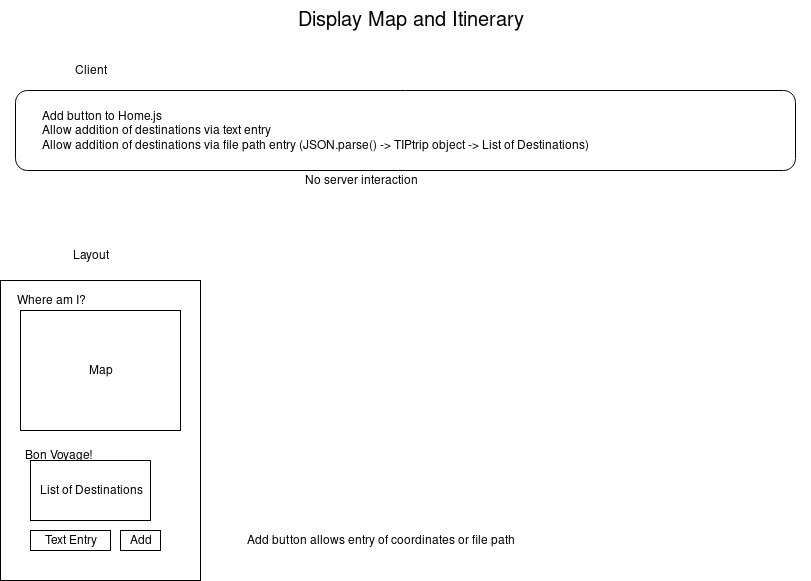 Display Map and Itinerary
Client
Add button to Home.js
Allow addition of destinations via text entry
Allow addition of destinations via file path entry (JSON.parse() -> TIPtrip object -> List of Destinations)
No server interaction
Layout
Where am I?
Map
Bon Voyage!
List of Destinations
Text Entry
Add
Add button allows entry of coordinates or file path